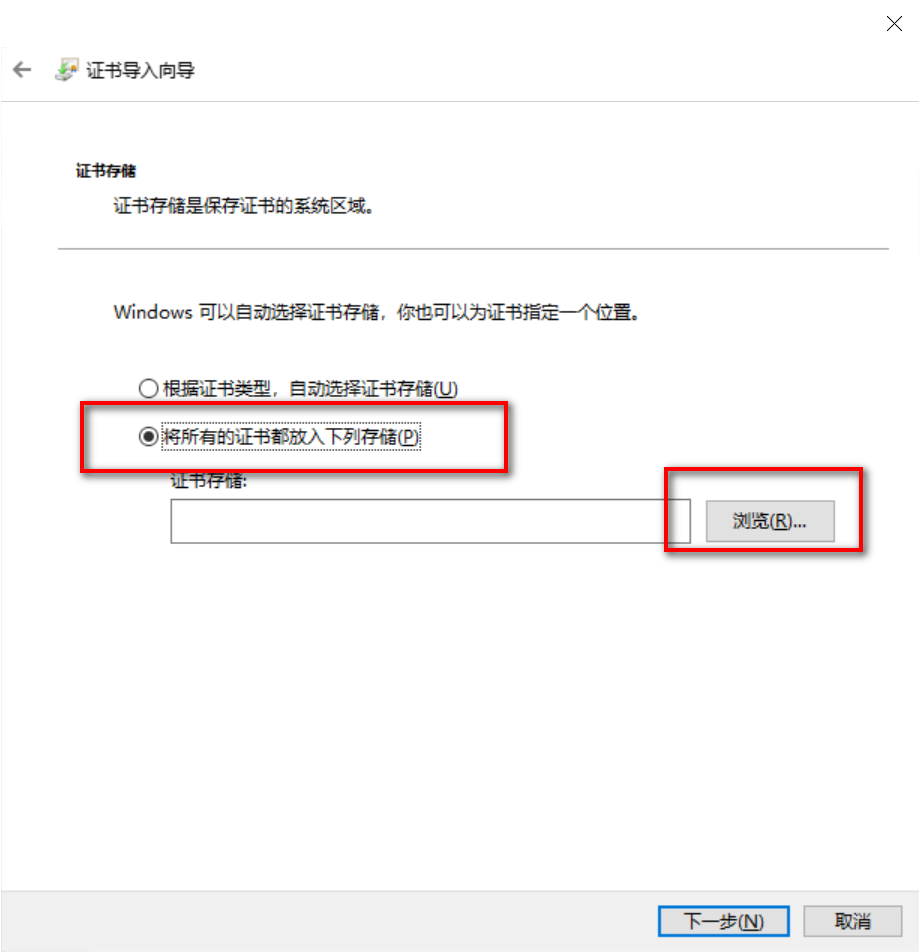 证书导入向导
证书存储
证书存储是保存证书的系统区域。
Windows 可以自动选择证书存储，你也可以为证书指定一个位置。
根据证书类型，自动选择证书存储(U)
将所有的证书都放入下列存储(P)
证书存储:
浏览(R)...
下一步(N)
取消